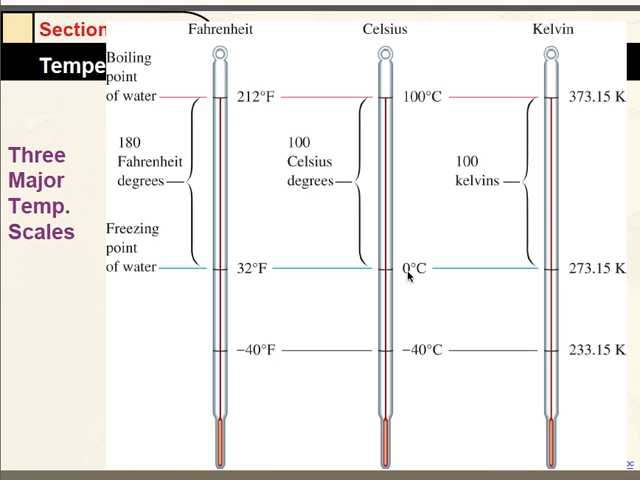 Section
Tempe
Three
Major
Temp.
Scales
Fahrenheit
Celsius
Kelvin
Boiling
point
of water
212°F
100°C
373.15 K
180
Fahrenheit
degrees
100
Celsius
degrees
100
kelvins
Freezing
point
of water
32°F
0°C
273.15 K
−40°F
−40°C
233.15 K